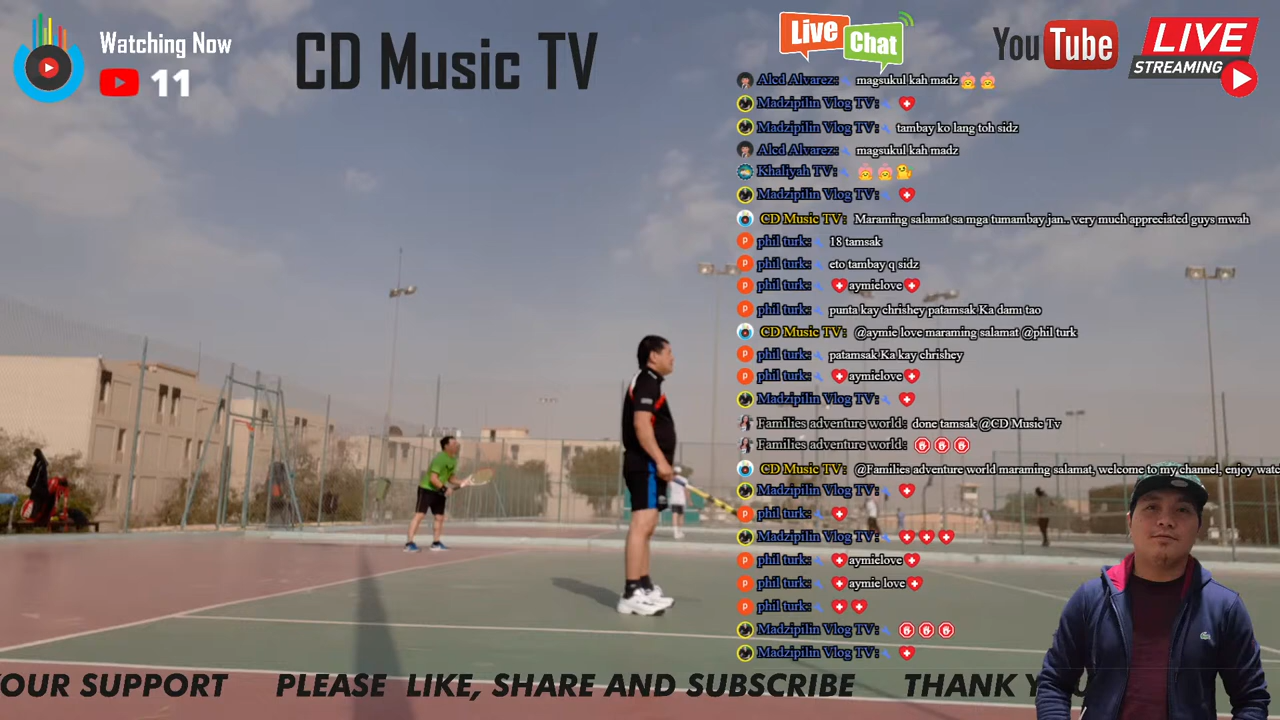 Watching Now
11
CD Music TV
Live
Chat
YouTube
LIVE
STREAMING
Alcd Alvarez: magsukul kah madz
Madzipilin Vlog TV:
Madzipilin Vlog TV: tambay ko lang toh sidz
Alcd Alvarez: magsukul kah madz
Khaliyah TV:
Madzipilin Vlog TV:
CD Music TV: Maraming salamat sa mga tumambay jan.. very much appreciated guys mwah
phil turk: 18 tamsak
phil turk: eto tambay q sidz
phil turk: aymielove
phil turk: punta kay chrishey patamsak Ka dami tao
CD Music TV: @aymie love maraming salamat @phil turk
phil turk: patamsak Ka kay chrishey
phil turk: aymielove
Madzipilin Vlog TV:
Families adventure world: done tamsak @CD Music Tv
Families adventure world:
CD Music TV: @Families adventure world maraming salamat, welcome to my channel, enjoy watc
Madzipilin Vlog TV:
phil turk:
Madzipilin Vlog TV:
phil turk: aymielove
phil turk: aymie love
phil turk:
Madzipilin Vlog TV:
Madzipilin Vlog TV:
OUR SUPPORT PLEASE LIKE, SHARE AND SUBSCRIBE THANK YOU